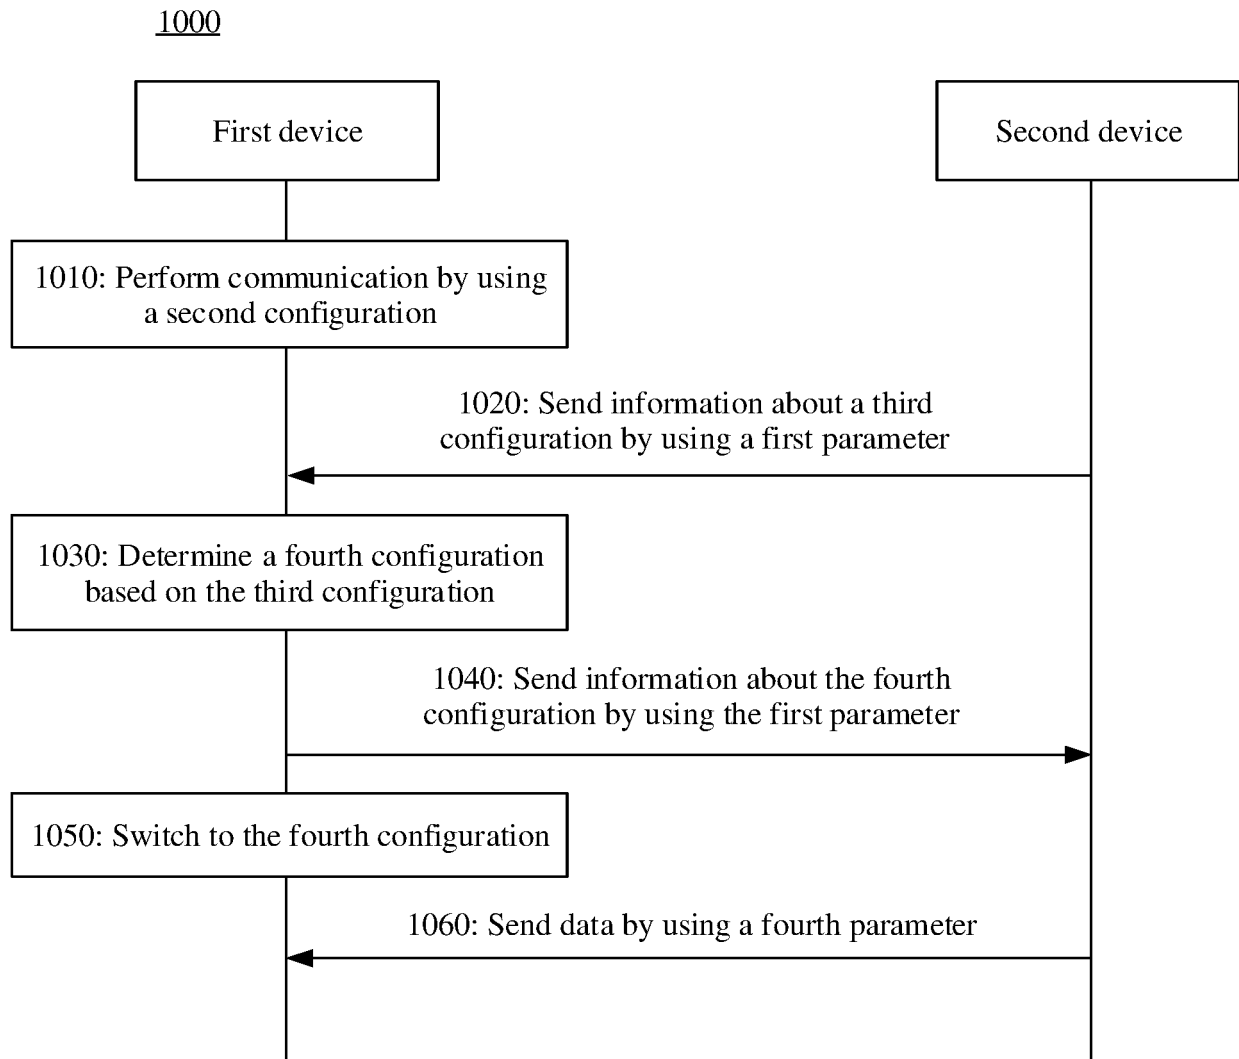 1000
First device
Second device
1010: Perform communication by using
a second configuration
1020: Send information about a third
configuration by using a first parameter
1030: Determine a fourth configuration
based on the third configuration
1040: Send information about the fourth
configuration by using the first parameter
1050: Switch to the fourth configuration
1060: Send data by using a fourth parameter